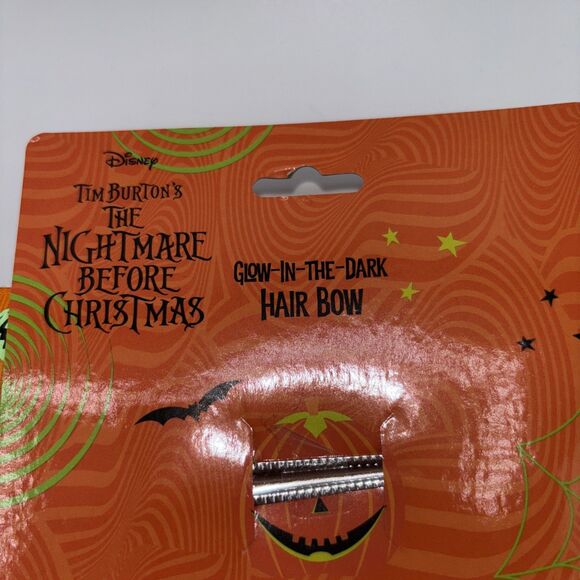 Disney
Tim Burton's
The
Nightmare
Before
Christmas
Glow-In-The-Dark
Hair Bow